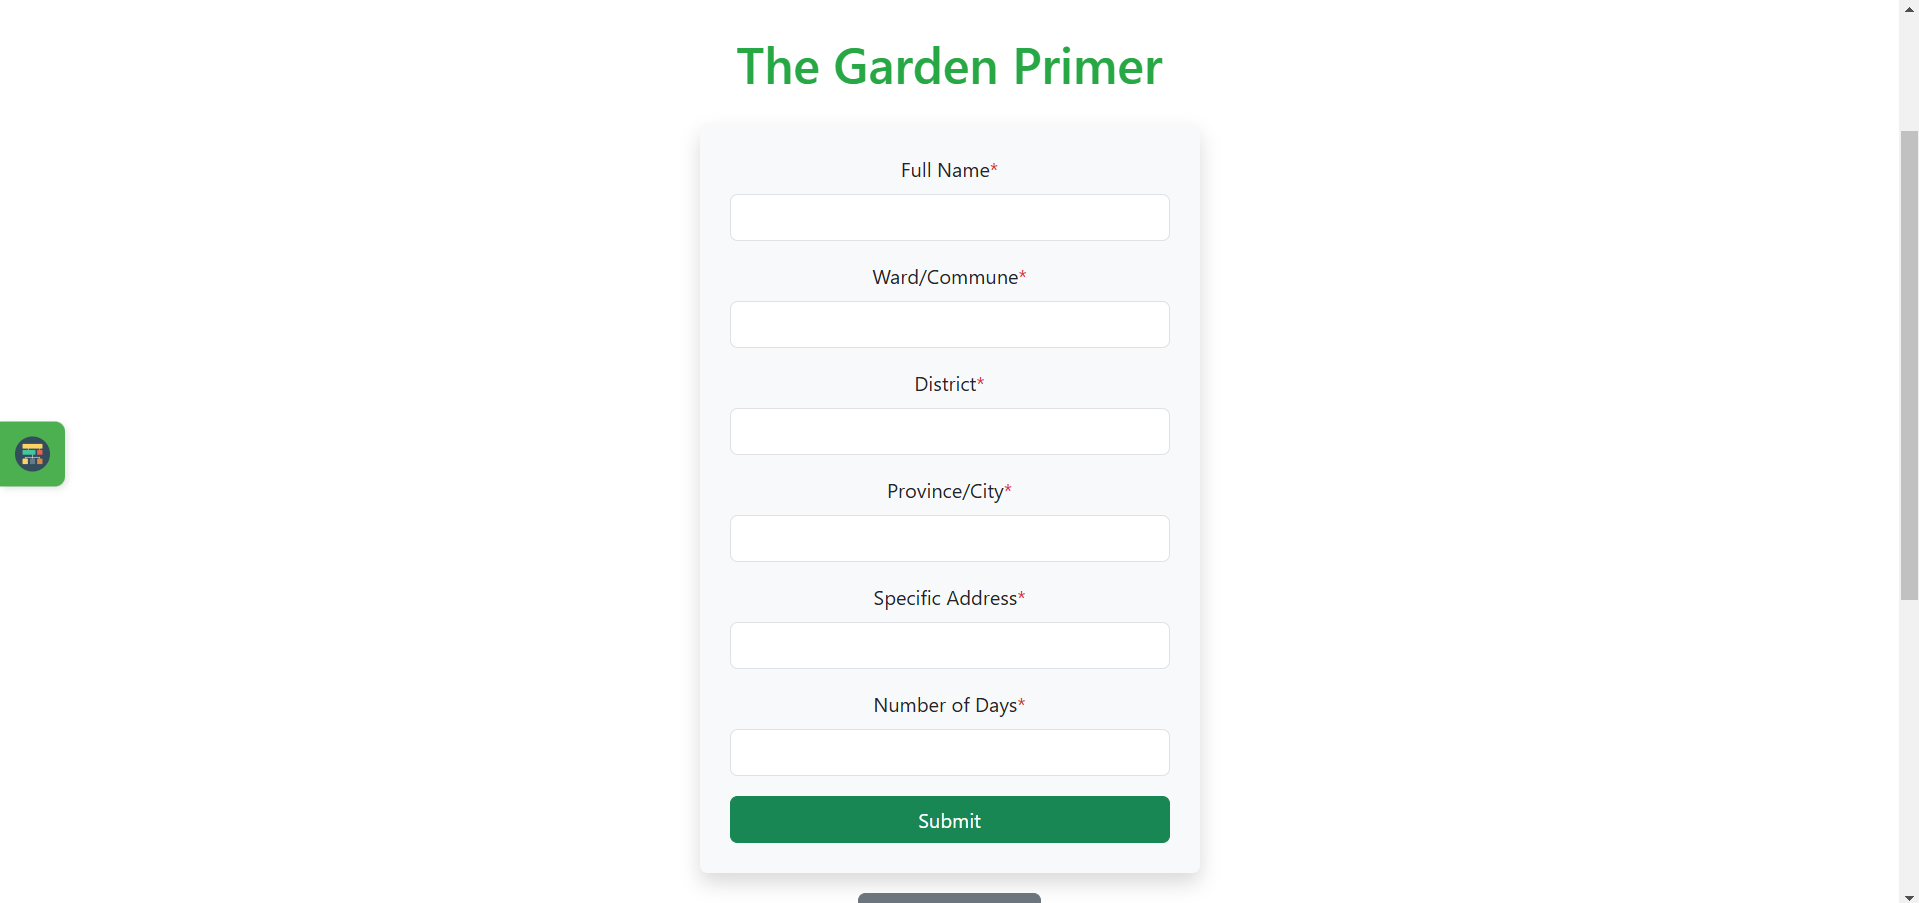 The Garden Primer
Full Name*
Ward/Commune*
District*
Province/City*
Specific Address*
Number of Days*
Submit